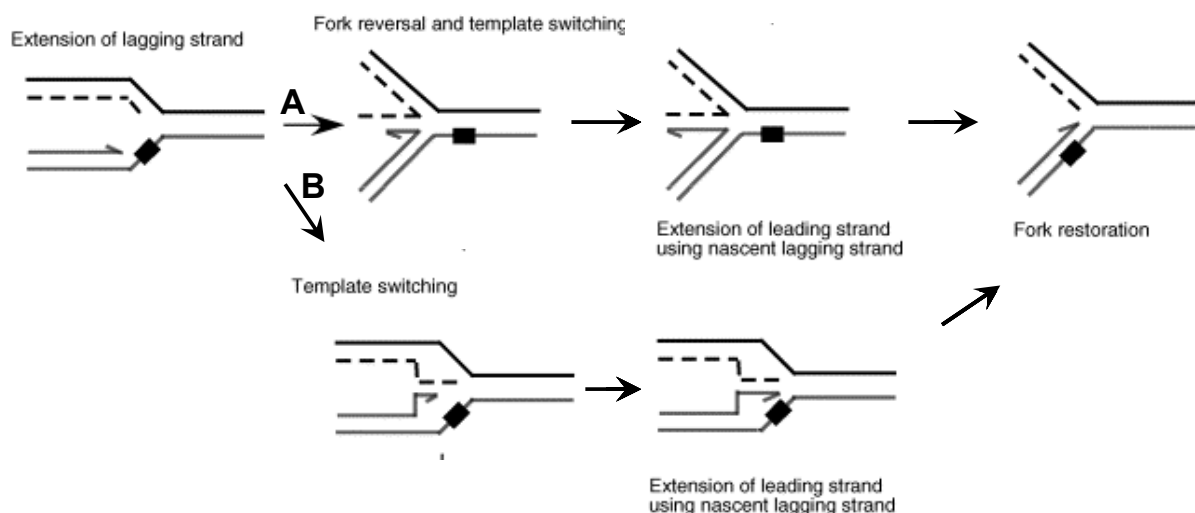 Extension of lagging strand
Fork reversal and template switching
A
B
Extension of leading strand
using nascent lagging strand
Fork restoration
Template switching
Extension of leading strand
using nascent lagging strand